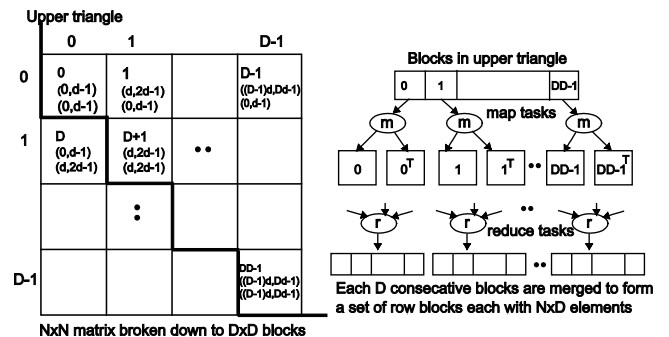 Upper triangle
0 1 D-1
0
0
(0,d-1)
(0,d-1)
1
(d,2d-1)
(0,d-1)
D-1
((D-1)d,Dd-1)
(0,d-1)
1
D
(0,d-1)
(d,2d-1)
D+1
(d,2d-1)
(d,2d-1)
D-1
DD-1
((D-1)d,Dd-1)
((D-1)d,Dd-1)
NxN matrix broken down to DxD blocks
Blocks in upper triangle
0 1 DD-1
map tasks
m m m
0 0T 1 1T DD-1 DD-1T
r r r
reduce tasks
Each D consecutive blocks are merged to form
a set of row blocks each with NxD elements